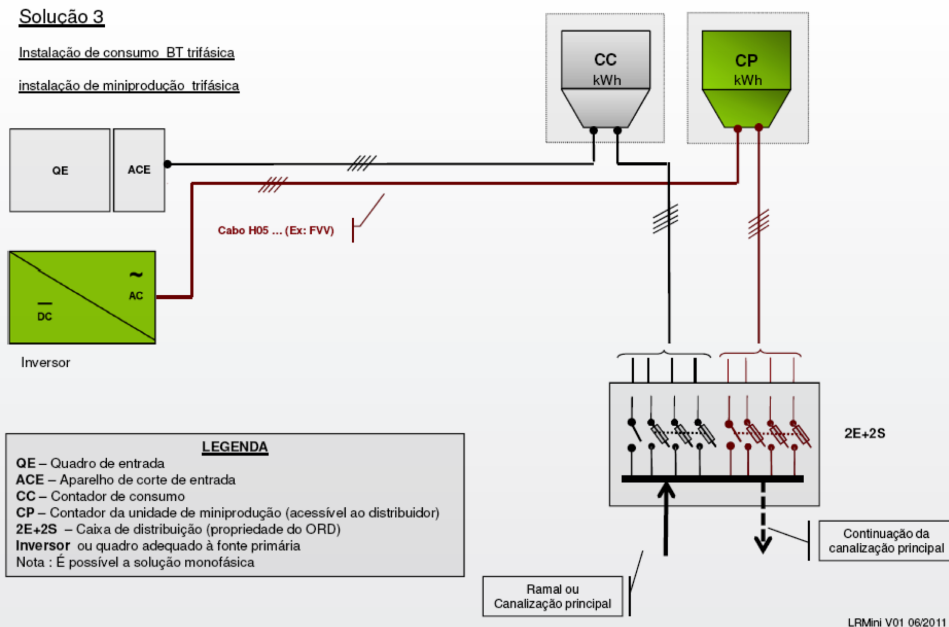 Solução 3
Instalação de consumo BT trifásica
instalação de miniprodução trifásica
CC
kWh
CP
kWh
QE
ACE
Cabo H05 ... (Ex: FVV)
~
AC
DC
Inversor
2E+2S
LEGENDA
QE – Quadro de entrada
ACE – Aparelho de corte de entrada
CC – Contador de consumo
CP – Contador da unidade de miniprodução (acessível ao distribuidor)
2E+2S – Caixa de distribuição (propriedade do ORD)
Inversor ou quadro adequado à fonte primária
Nota : É possível a solução monofásica
Continuação da
canalização principal
Ramal ou
Canalização principal
LRMini V01 06/2011